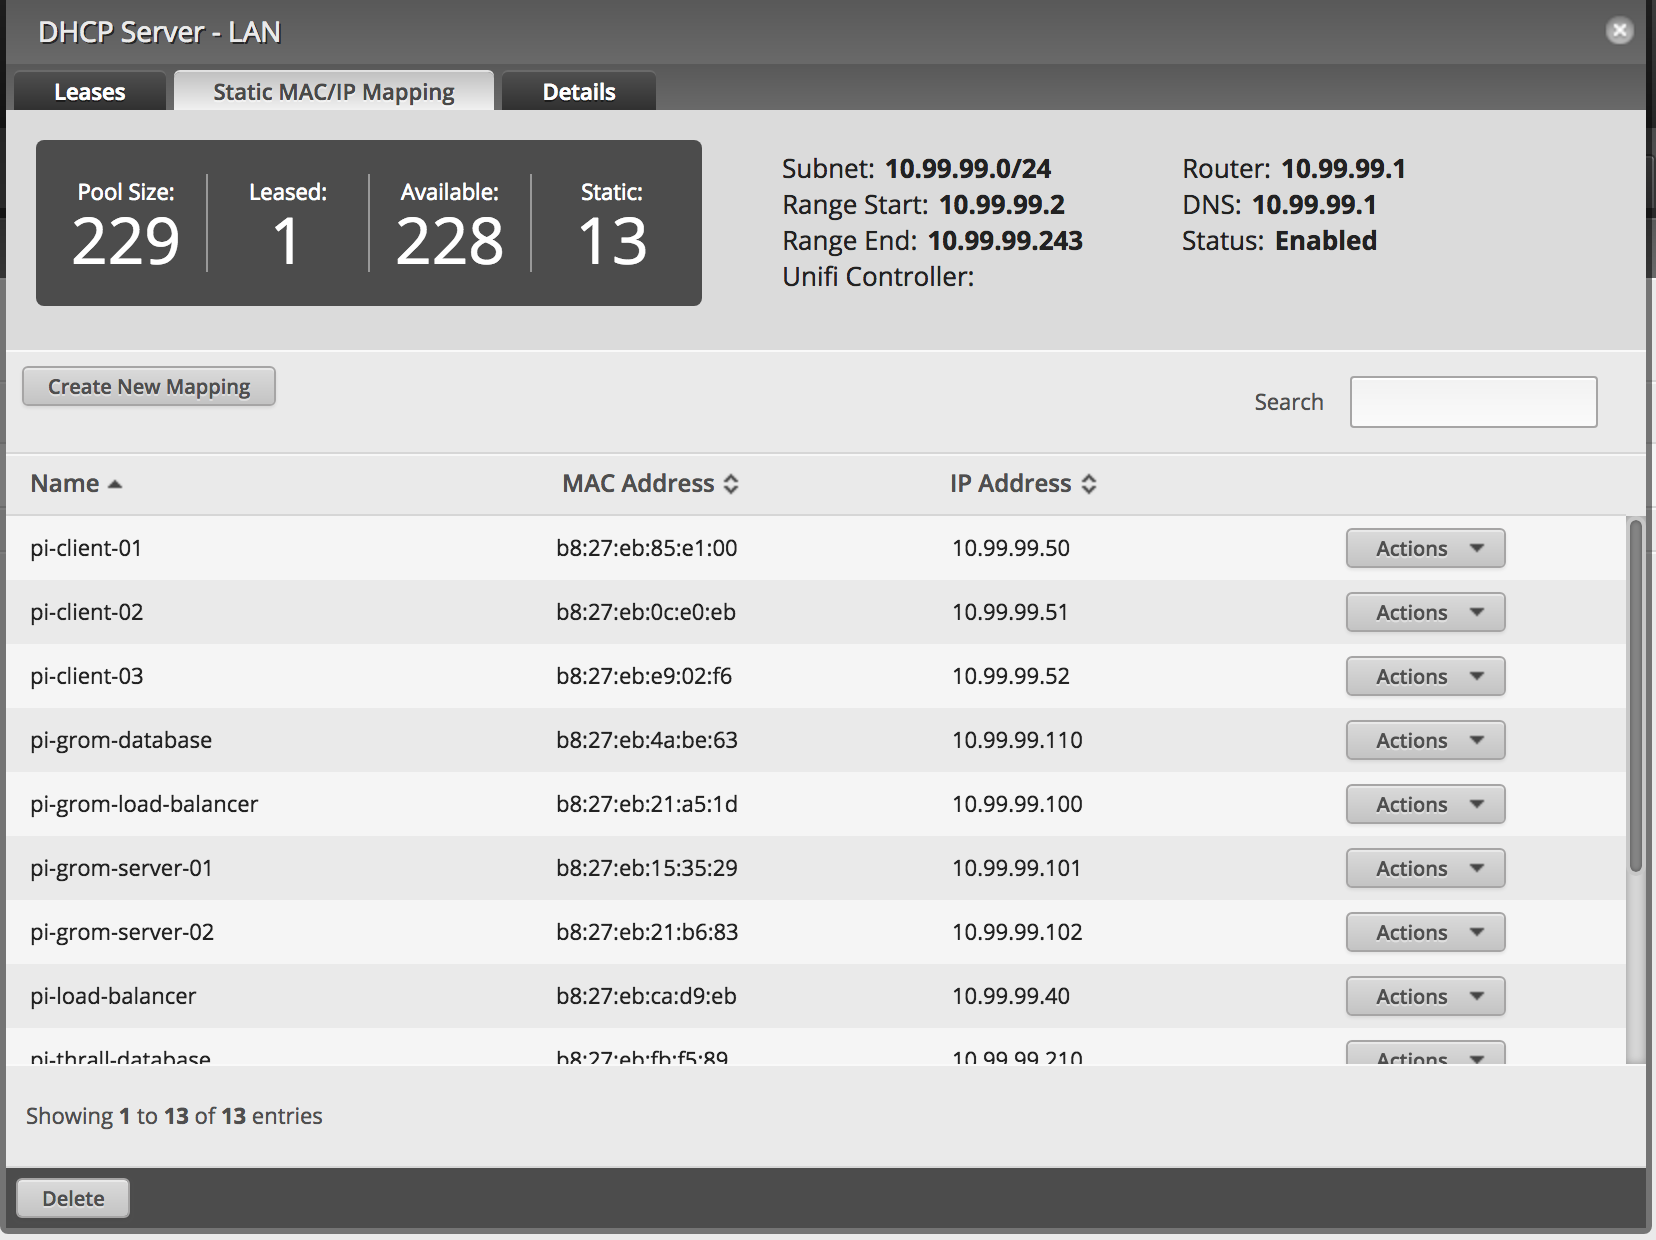 DHCP Server - LAN
Leases Static MAC/IP Mapping Details
Pool Size: Leased: Available: Static:
229 1 228 13
Subnet: 10.99.99.0/24 Router: 10.99.99.1
Range Start: 10.99.99.2 DNS: 10.99.99.1
Range End: 10.99.99.243 Status: Enabled
Unifi Controller:
Create New Mapping Search
Name MAC Address IP Address
pi-client-01 b8:27:eb:85:e1:00 10.99.99.50 Actions
pi-client-02 b8:27:eb:0c:e0:eb 10.99.99.51 Actions
pi-client-03 b8:27:eb:e9:02:f6 10.99.99.52 Actions
pi-grom-database b8:27:eb:4a:be:63 10.99.99.110 Actions
pi-grom-load-balancer b8:27:eb:21:a5:1d 10.99.99.100 Actions
pi-grom-server-01 b8:27:eb:15:35:29 10.99.99.101 Actions
pi-grom-server-02 b8:27:eb:21:b6:83 10.99.99.102 Actions
pi-load-balancer b8:27:eb:ca:d9:eb 10.99.99.40 Actions
pi-thrall-database b8:27:eb:fb:f5:89 10.99.99.210 Actions
Showing 1 to 13 of 13 entries
Delete